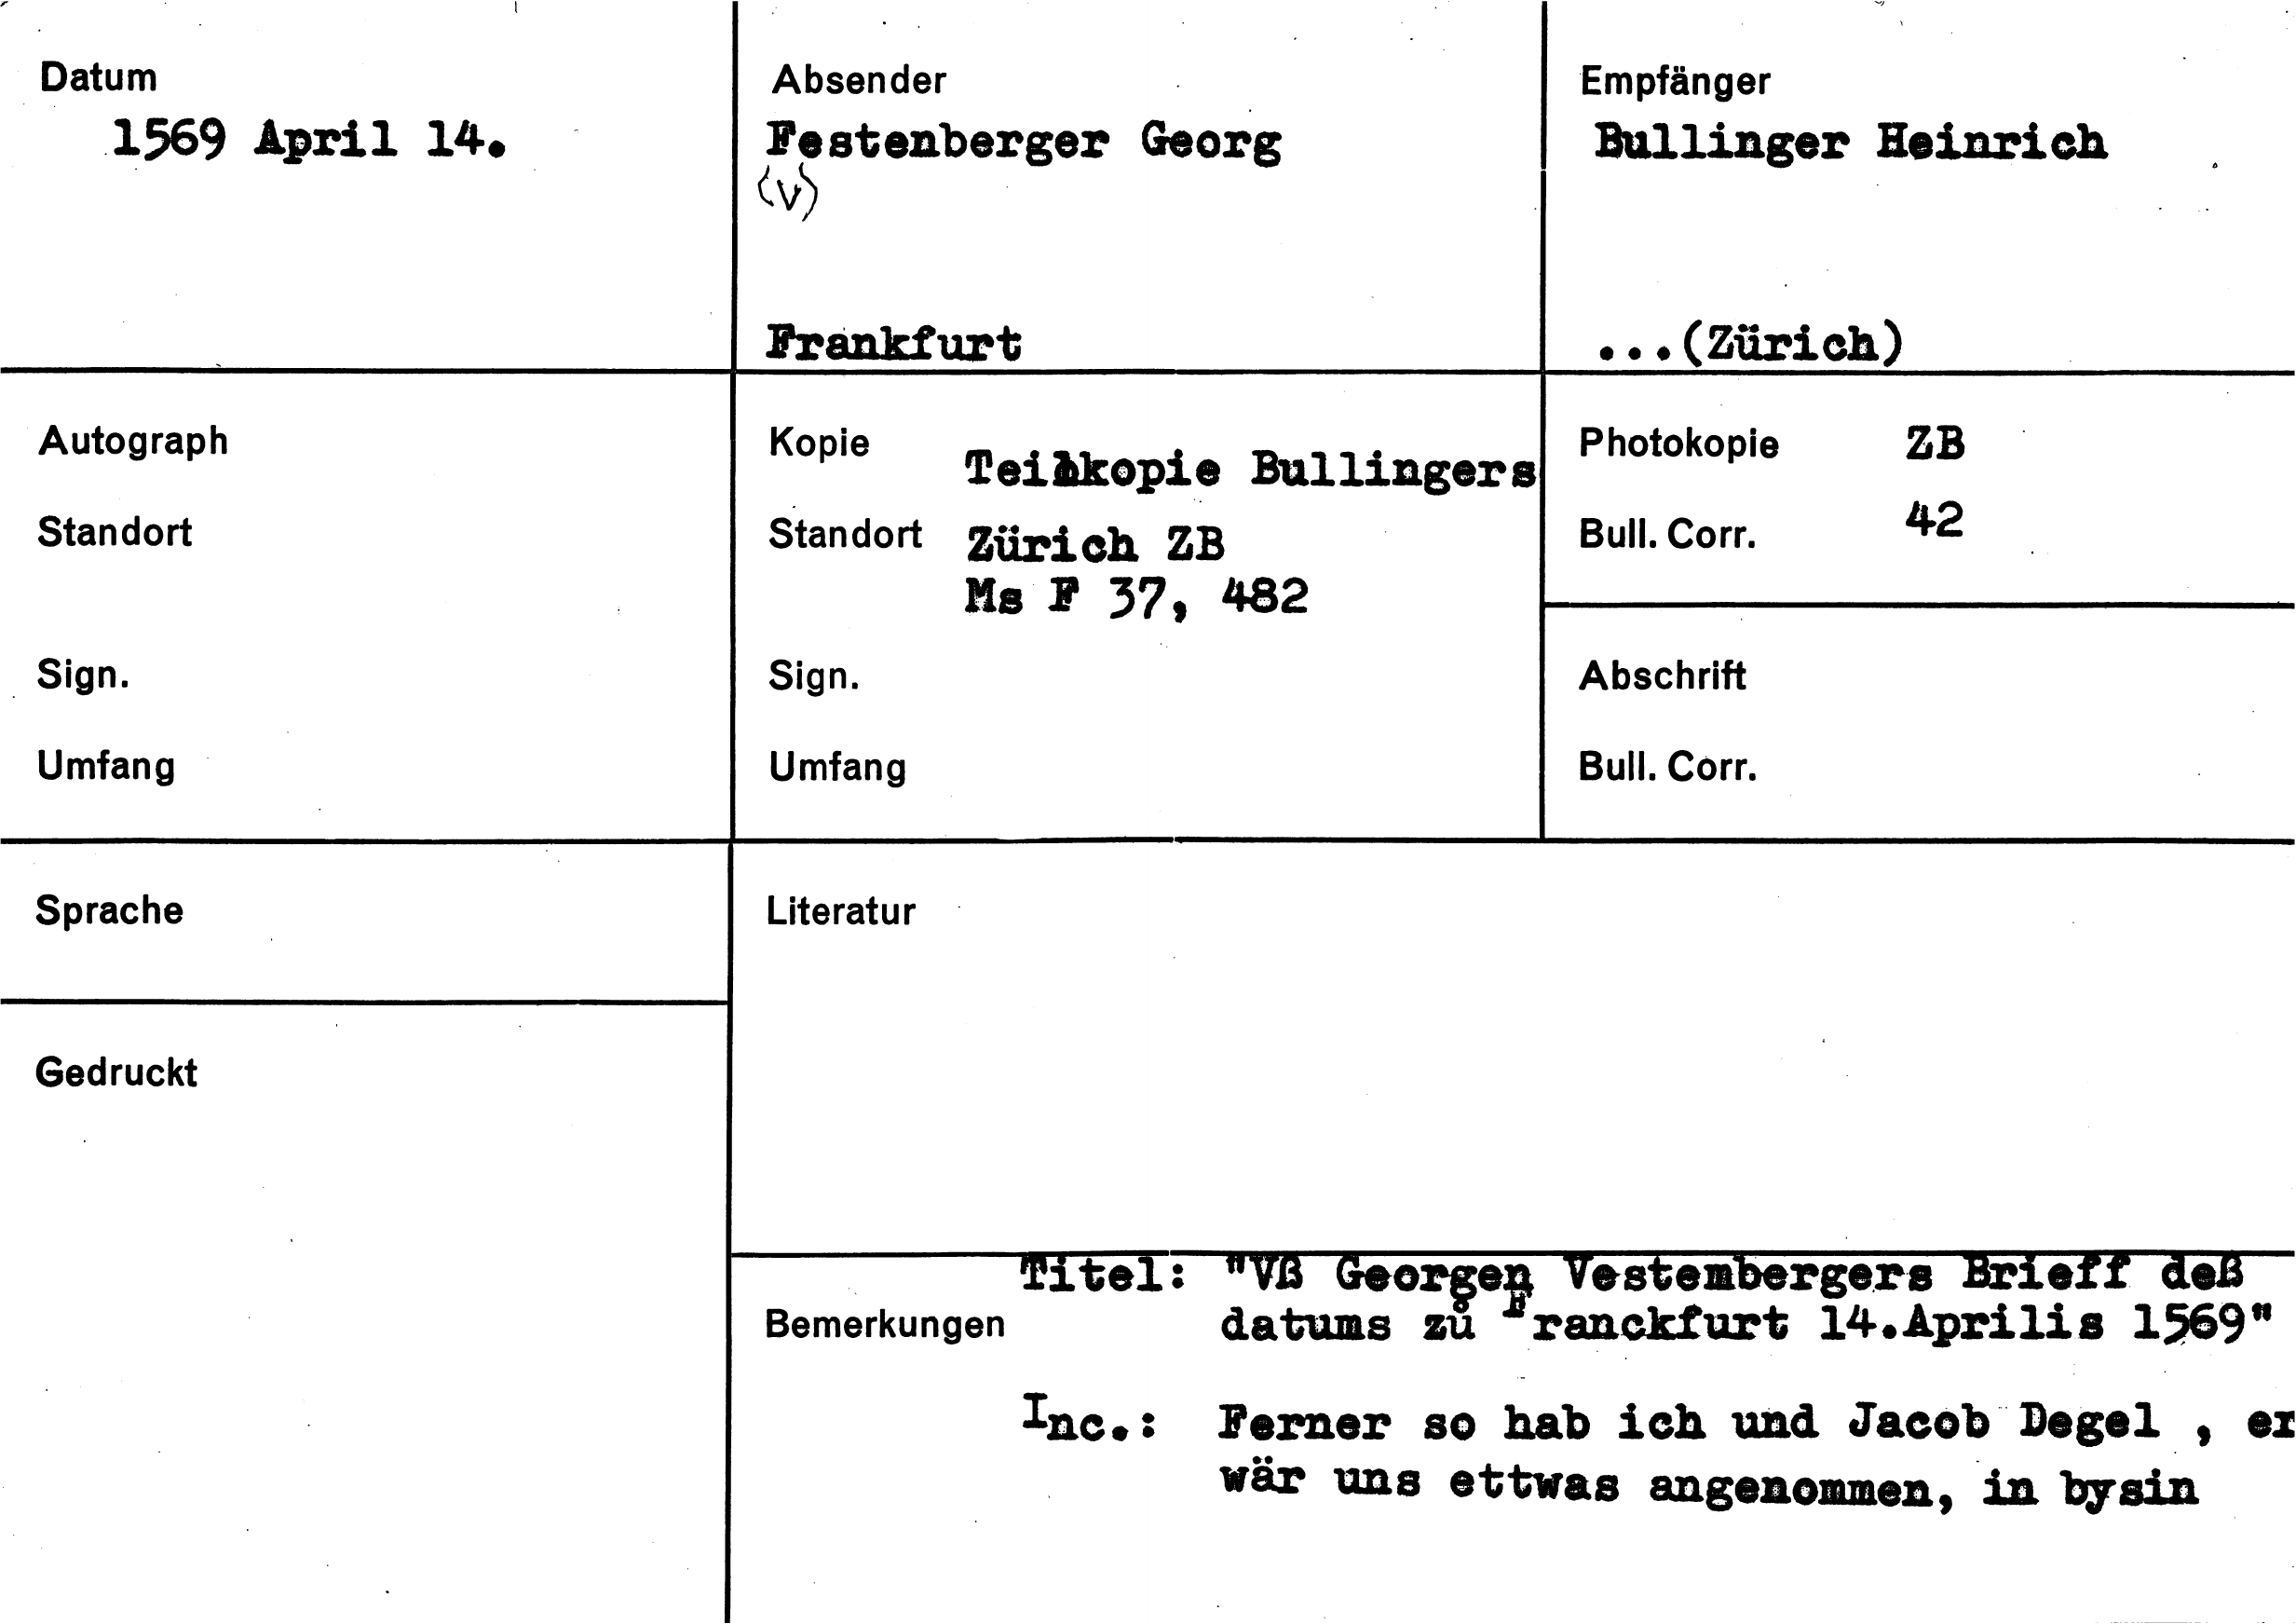 Datum
1569 April 14.
Absender
Festenberger Georg
(V)
Frankfurt
Empfänger
Bullinger Heinrich
...(Zürich)
Autograph
Standort
Sign.
Umfang
Kopie Teilkopie Bullingers
Standort Zürich ZB
Ms F 37, 482
Sign.
Umfang
Photokopie ZB
Bull. Corr. 42
Abschrift
Bull. Corr.
Sprache
Literatur
Gedruckt
Bemerkungen
Titel: "Vß Georgen Vestembergers Brieff deß
datums zů Franckfurt 14.Aprilis 1569"
Inc.: Ferner so hab ich und Jacob Degel , er
wär uns ettwas angenommen, in bysin